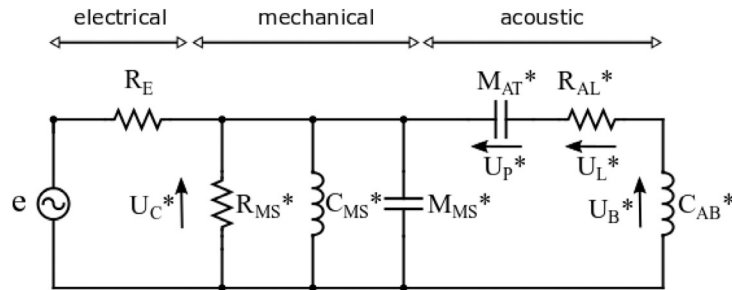 electrical mechanical acoustic
R_E M_AT* R_AL*
U_P* U_L*
e U_C* R_MS* C_MS* M_MS* U_B* C_AB*